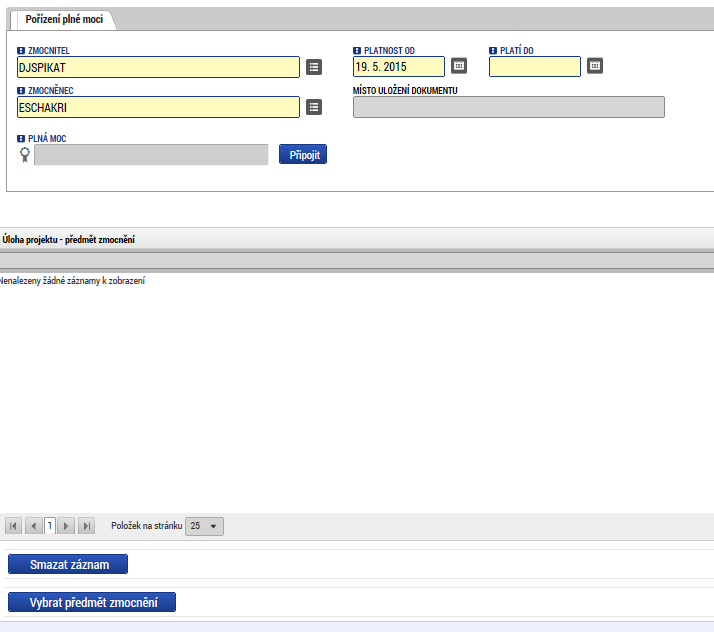 Pořízení plné moci
ZMOCNITEL
PLATNOST OD
PLATÍ DO
DJSPIKAT
19. 5. 2015
ZMOCNĚNEC
MÍSTO ULOŽENÍ DOKUMENTU
ESCHAKRI
PLNÁ MOC
Připojit
Úloha projektu - předmět zmocnění
Nenalezeny žádné záznamy k zobrazení
1
Položek na stránku 25
Smazat záznam
Vybrat předmět zmocnění